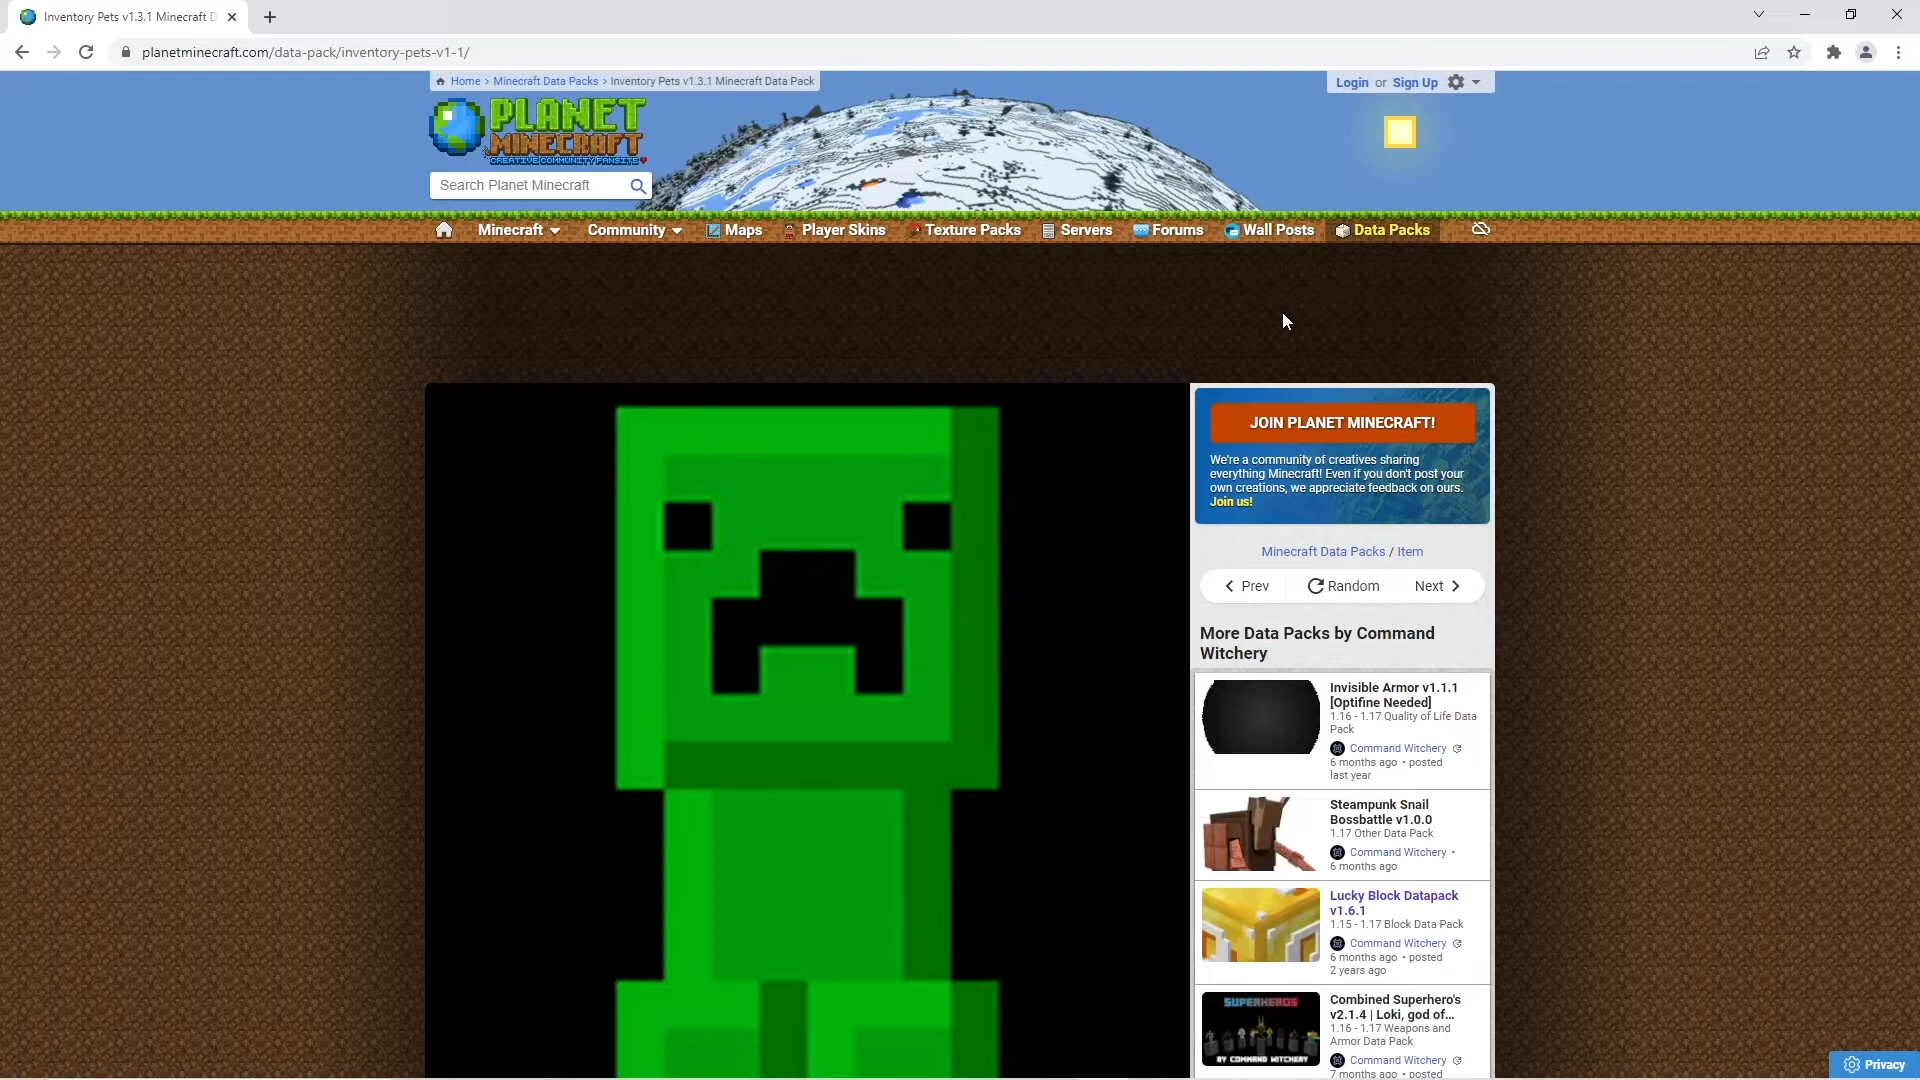 Inventory Pets v1.3.1 Minecraft D
planetminecraft.com/data-pack/inventory-pets-v1-1/
Home > Minecraft Data Packs > Inventory Pets v1.3.1 Minecraft Data Pack
Login or Sign Up
PLANET
MINECRAFT
CREATIVE COMMUNITY FANSITE
Search Planet Minecraft
Minecraft Community Maps Player Skins Texture Packs Servers Forums Wall Posts Data Packs
JOIN PLANET MINECRAFT!
We're a community of creatives sharing
everything Minecraft! Even if you don't post your
own creations, we appreciate feedback on ours.
Join us!
Minecraft Data Packs / Item
Prev Random Next
More Data Packs by Command
Witchery
Invisible Armor v1.1.1
[Optifine Needed]
1.16 - 1.17 Quality of Life Data
Pack
Command Witchery
6 months ago • posted
last year
Steampunk Snail
Bossbattle v1.0.0
1.17 Other Data Pack
Command Witchery •
6 months ago
Lucky Block Datapack
v1.6.1
1.15 - 1.17 Block Data Pack
Command Witchery
6 months ago • posted
2 years ago
SUPERHEROS
BY COMMAND WITCHERY
Combined Superhero's
v2.1.4 | Loki, god of...
1.16 - 1.17 Weapons and
Armor Data Pack
Command Witchery
7 months ago • posted
Privacy